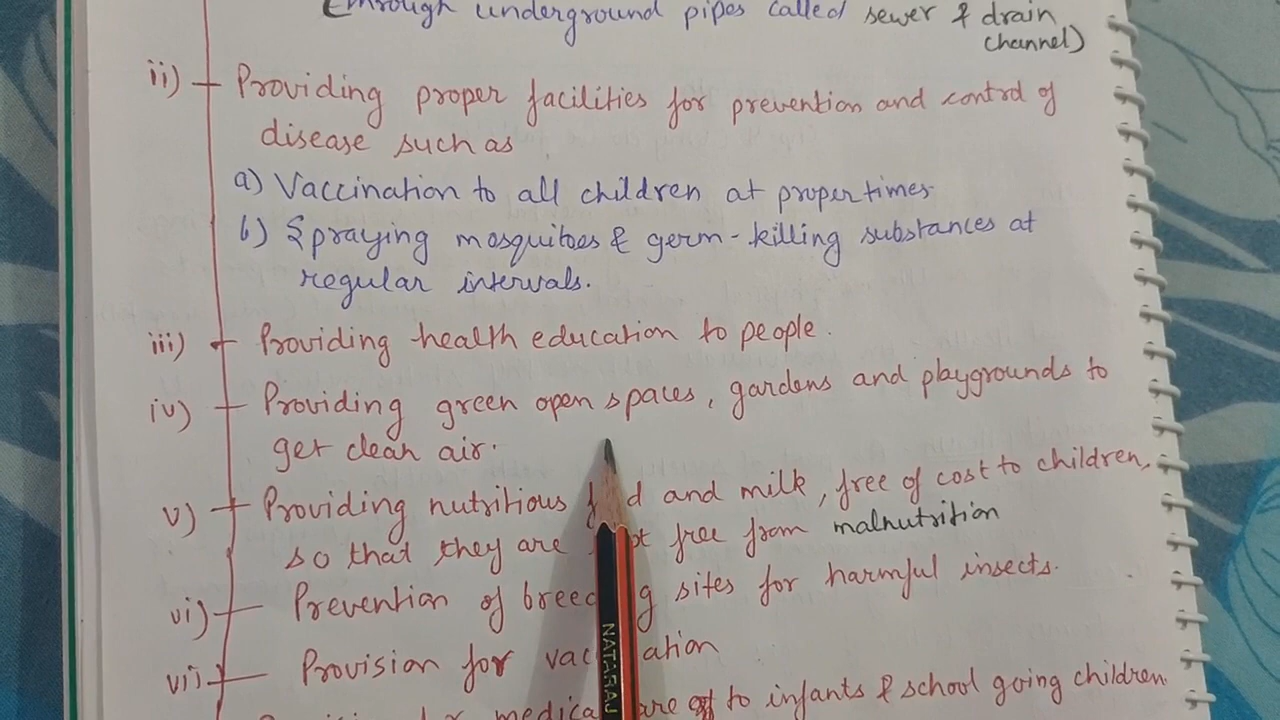 (through underground pipes called sewer & drain
channel)
ii) Providing proper facilities for prevention and control of
disease such as
a) Vaccination to all children at proper times.
b) Spraying mosquitoes & germ-killing substances at
regular intervals.
iii) Providing health education to people.
iv) Providing green open spaces, gardens and playgrounds to
get clean air.
v) Providing nutritious and milk, free of cost to children,
so that they are free from malnutrition
vi) Prevention of sites for harmful insects.
vii) Provision for
to infants & school going children
NATARAJ